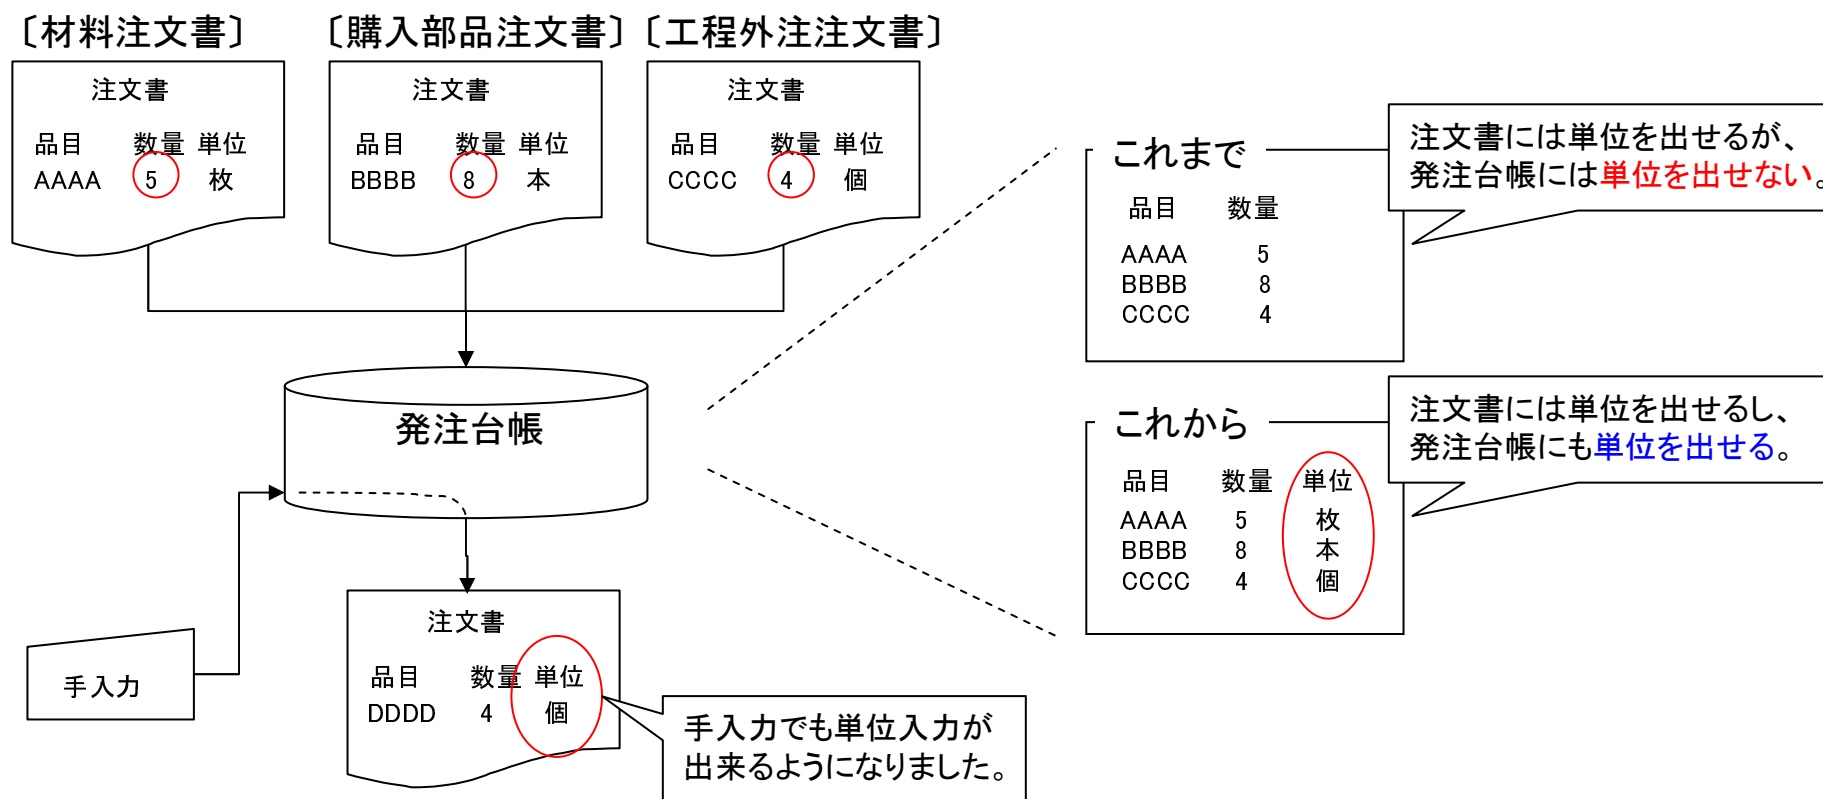 〔材料注文書〕
注文書
品目 数量 単位
AAAA 5 枚
〔購入部品注文書〕
注文書
品目 数量 単位
BBBB 8 本
〔工程外注注文書〕
注文書
品目 数量 単位
CCCC 4 個
発注台帳
手入力
注文書
品目 数量 単位
DDDD 4 個
手入力でも単位入力が
出来るようになりました。
これまで
品目 数量
AAAA 5
BBBB 8
CCCC 4
注文書には単位を出せるが、
発注台帳には単位を出せない。
これから
品目 数量 単位
AAAA 5 枚
BBBB 8 本
CCCC 4 個
注文書には単位を出せるし、
発注台帳にも単位を出せる。